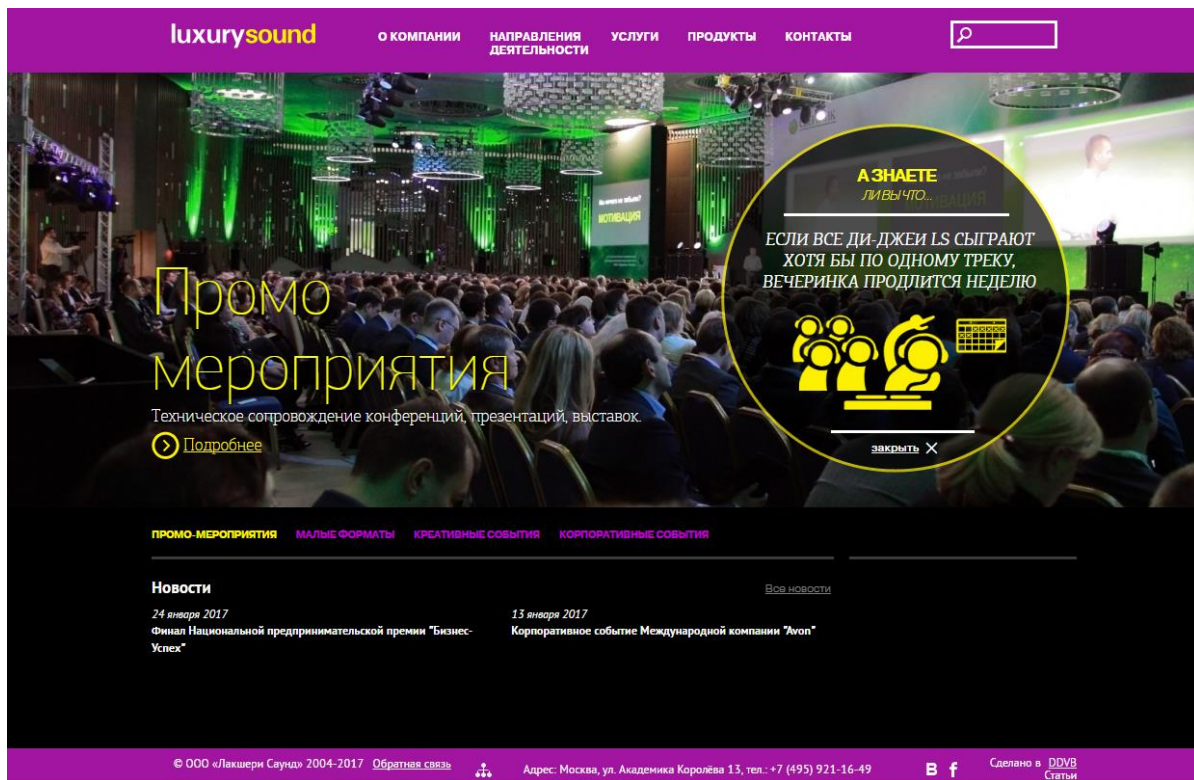 luxurysound
О КОМПАНИИ
НАПРАВЛЕНИЯ
ДЕЯТЕЛЬНОСТИ
УСЛУГИ
ПРОДУКТЫ
КОНТАКТЫ
МОТИВАЦИЯ
А ЗНАЕТЕ
ЛИ ВЫ ЧТО...
ЕСЛИ ВСЕ ДИ-ДЖЕИ LS СЫГРАЮТ
ХОТЯ БЫ ПО ОДНОМУ ТРЕКУ,
ВЕЧЕРИНКА ПРОДЛИТСЯ НЕДЕЛЮ
закрыть
Промо
мероприятия
Техническое сопровождение конференций, презентаций, выставок.
Подробнее
ПРОМО-МЕРОПРИЯТИЯ МАЛЫЕ ФОРМАТЫ КРЕАТИВНЫЕ СОБЫТИЯ КОРПОРАТИВНЫЕ СОБЫТИЯ
Новости
Все новости
24 января 2017
Финал Национальной предпринимательской премии "Бизнес-
Успех"
13 января 2017
Корпоративное событие Международной компании "Avon"
© ООО «Лакшери Саунд» 2004-2017 Обратная связь
Адрес: Москва, ул. Академика Королёва 13, тел.: +7 (495) 921-16-49
В f
Сделано в DDVB
Статьи